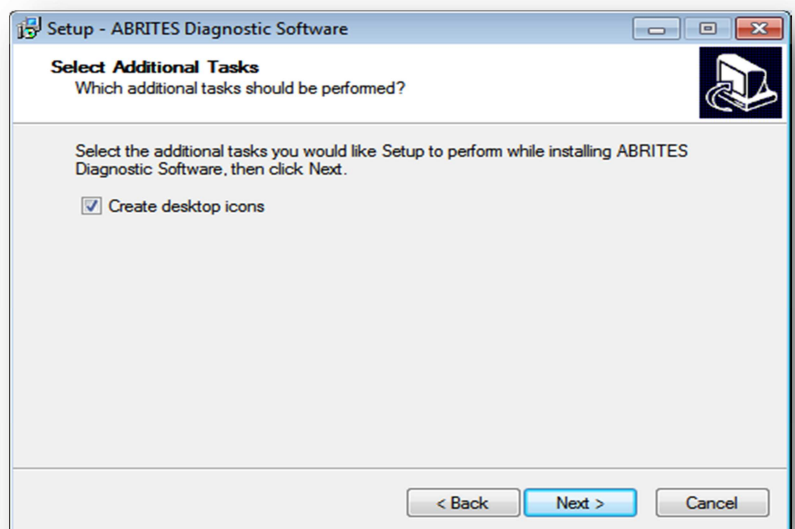 Setup - ABRITES Diagnostic Software
Select Additional Tasks
Which additional tasks should be performed?
Select the additional tasks you would like Setup to perform while installing ABRITES
Diagnostic Software, then click Next.
Create desktop icons
< Back Next > Cancel